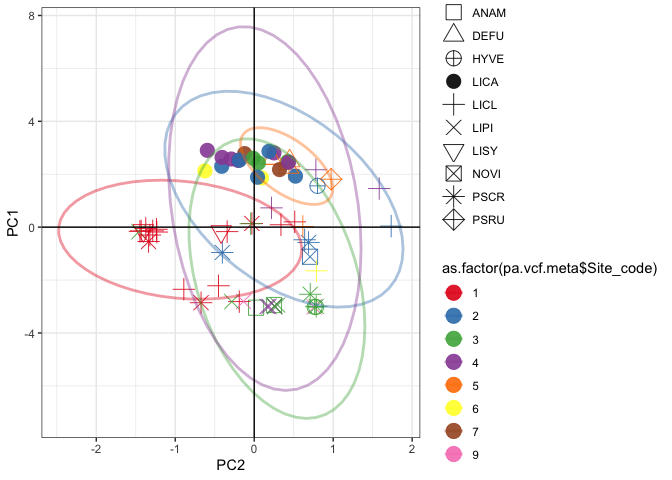 8
4
0
-4
PC1
-2
-1
0
1
2
PC2
ANAM
DEFU
HYVE
LICA
LICL
LIPI
LISY
NOVI
PSCR
PSRU
as.factor(pa.vcf.meta$Site_code)
1
2
3
4
5
6
7
9